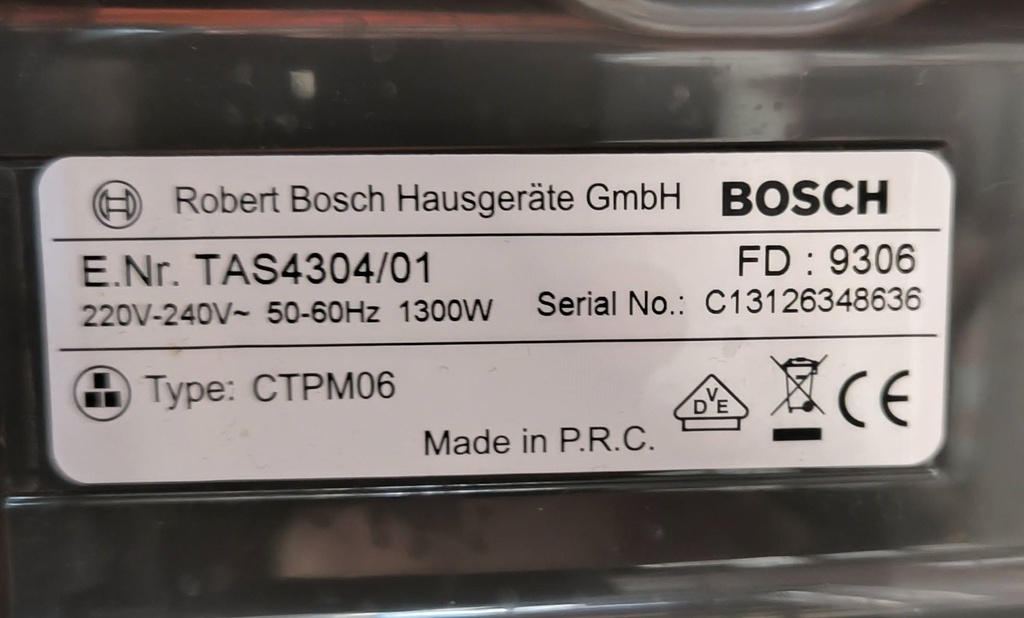 Robert Bosch Hausgeräte GmbH BOSCH
E.Nr. TAS4304/01 FD : 9306
220V-240V~ 50-60Hz 1300W Serial No.: C13126348636
Type: CTPM06
DVE
CE
Made in P.R.C.